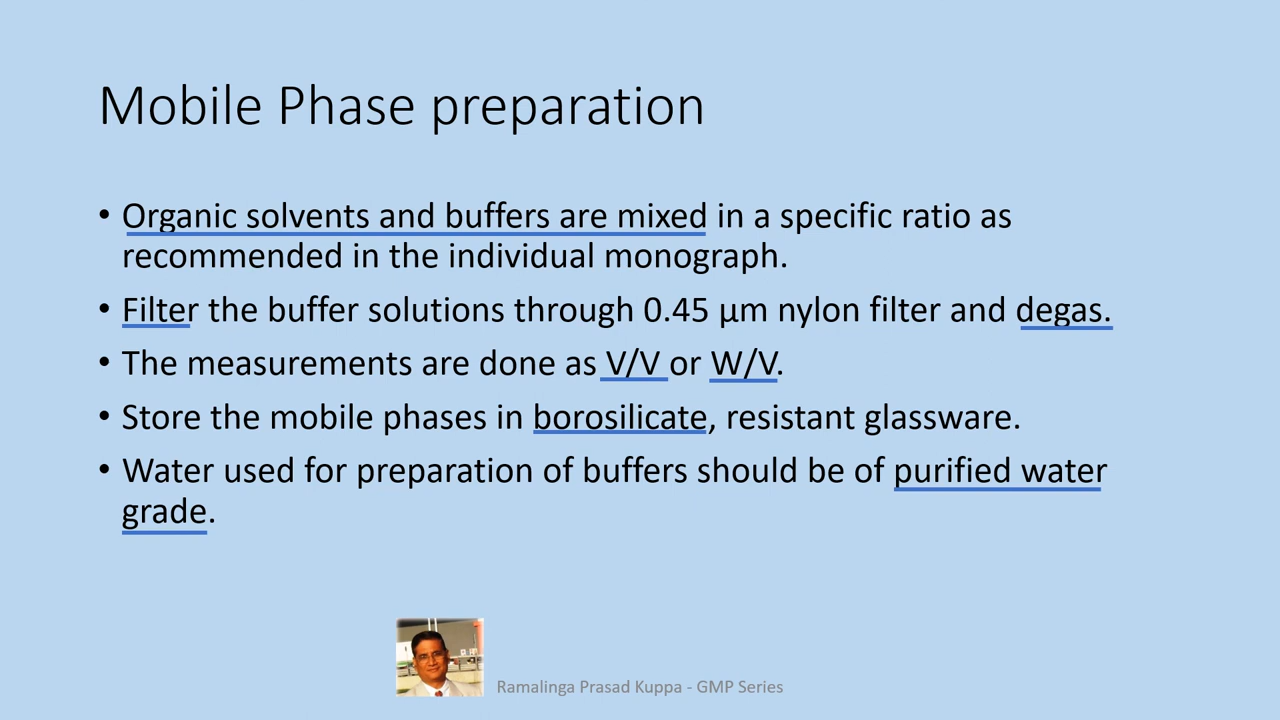 Mobile Phase preparation
• Organic solvents and buffers are mixed in a specific ratio as
recommended in the individual monograph.
• Filter the buffer solutions through 0.45 µm nylon filter and degas.
• The measurements are done as V/V or W/V.
• Store the mobile phases in borosilicate, resistant glassware.
• Water used for preparation of buffers should be of purified water
grade.
Ramalinga Prasad Kuppa - GMP Series